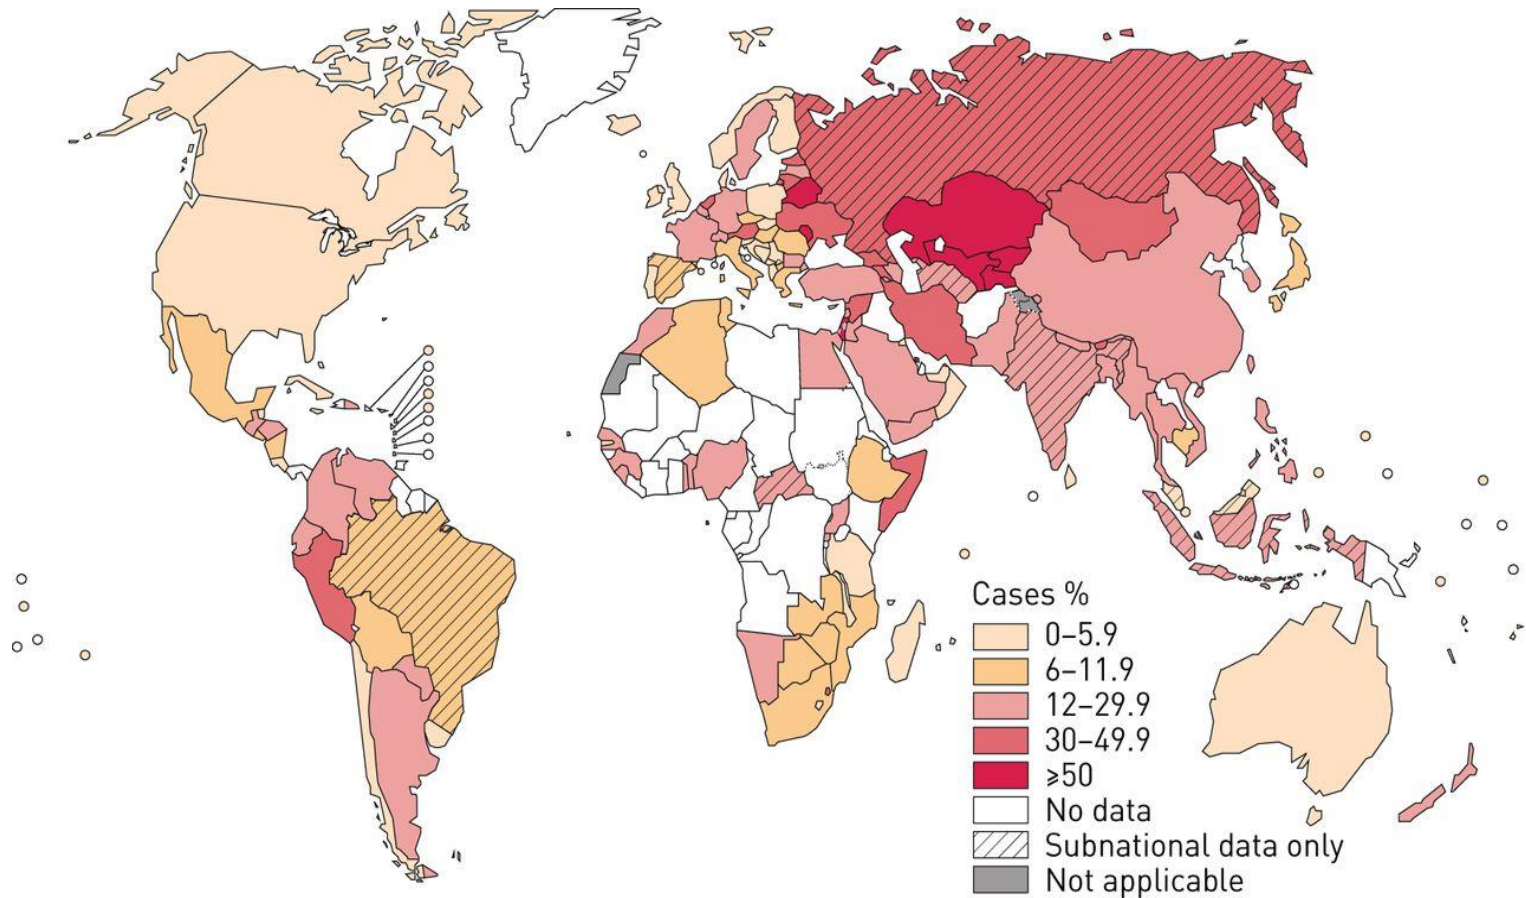 Cases %
0–5.9
6–11.9
12–29.9
30–49.9
⩾50
No data
Subnational data only
Not applicable